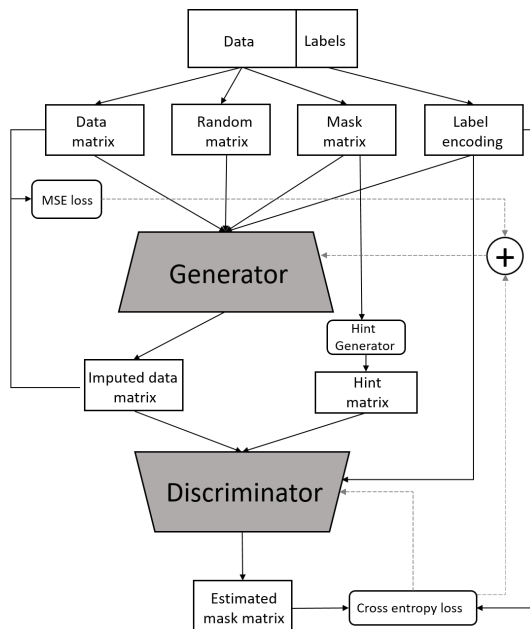 Data
Labels
Data
matrix
Random
matrix
Mask
matrix
Label
encoding
MSE loss
+
Generator
Hint
Generator
Imputed data
matrix
Hint
matrix
Discriminator
Estimated
mask matrix
Cross entropy loss